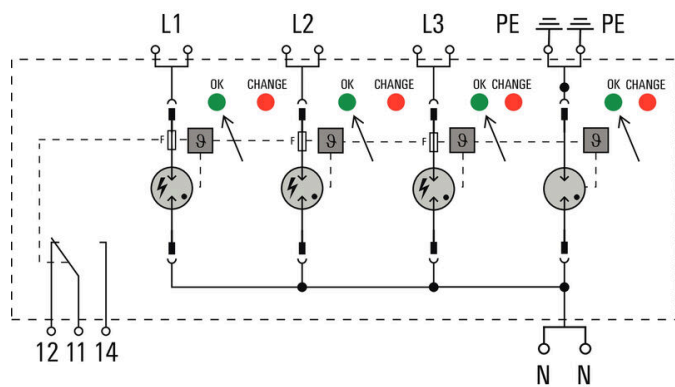 L1 L2 L3 PE PE
OK CHANGE OK CHANGE OK CHANGE OK CHANGE
F ϑ F ϑ F ϑ ϑ
12 11 14
N N